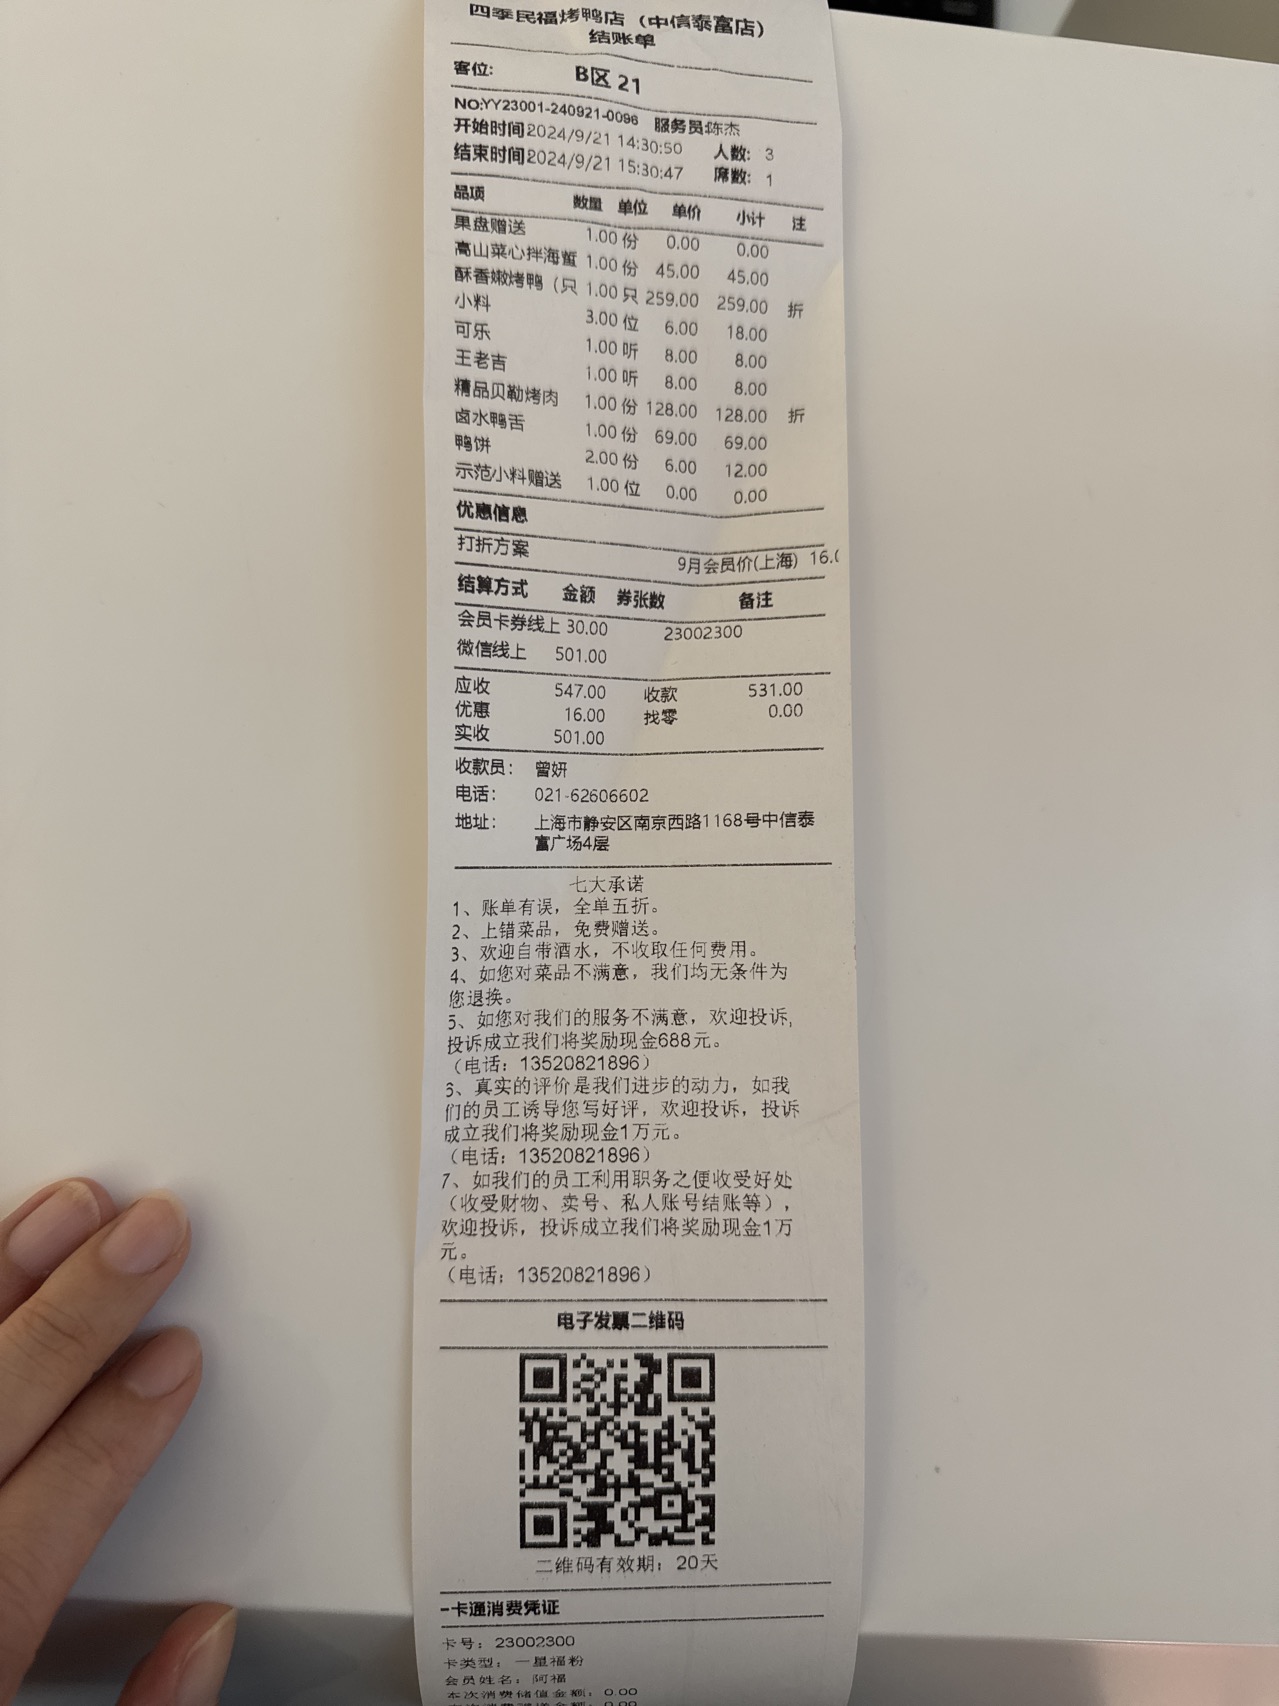 四季民福烤鸭店（中信泰富店）
结账单
客位: B区 21
NO:YY23001-240921-0096 服务员:陈杰
开始时间2024/9/21 14:30:50 人数: 3
结束时间2024/9/21 15:30:47 席数: 1
品项 数量 单位 单价 小计 注
果盘赠送 1.00 份 0.00 0.00
高山菜心拌海蜇 1.00 份 45.00 45.00
酥香嫩烤鸭（只 1.00 只 259.00 259.00 折
小料 3.00 位 6.00 18.00
可乐 1.00 听 8.00 8.00
王老吉 1.00 听 8.00 8.00
精品贝勒烤肉 1.00 份 128.00 128.00 折
卤水鸭舌 1.00 份 69.00 69.00
鸭饼 2.00 份 6.00 12.00
示范小料赠送 1.00 位 0.00 0.00
优惠信息
打折方案 9月会员价(上海) 16.0
结算方式 金额 券张数 备注
会员卡券线上 30.00 23002300
微信线上 501.00
应收 547.00 收款 531.00
优惠 16.00 找零 0.00
实收 501.00
收款员: 曾妍
电话: 021-62606602
地址: 上海市静安区南京西路1168号中信泰
富广场4层
七大承诺
1、账单有误，全单五折。
2、上错菜品，免费赠送。
3、欢迎自带酒水，不收取任何费用。
4、如您对菜品不满意，我们均无条件为
您退换。
5、如您对我们的服务不满意，欢迎投诉,
投诉成立我们将奖励现金688元。
（电话：13520821896）
3、真实的评价是我们进步的动力，如我
们的员工诱导您写好评，欢迎投诉，投诉
成立我们将奖励现金1万元。
（电话：13520821896）
7、如我们的员工利用职务之便收受好处
（收受财物、卖号、私人账号结账等），
欢迎投诉，投诉成立我们将奖励现金1万
元。
（电话：13520821896）
电子发票二维码
二维码有效期：20天
一卡通消费凭证
卡号：23002300
卡类型：一星福粉
会员姓名：阿福
本次消费储值金额：0.00